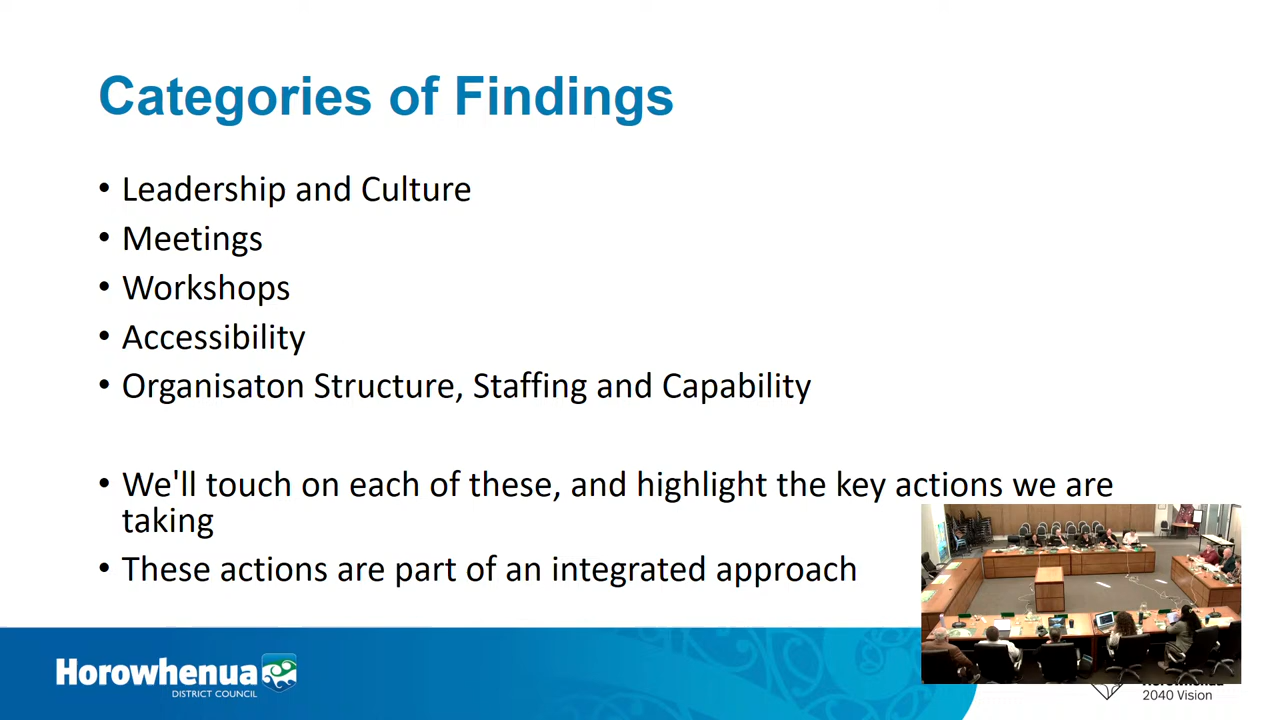 Categories of Findings
• Leadership and Culture
• Meetings
• Workshops
• Accessibility
• Organisaton Structure, Staffing and Capability
• We'll touch on each of these, and highlight the key actions we are
taking
• These actions are part of an integrated approach
Horowhenua
DISTRICT COUNCIL
Horowhenua
2040 Vision